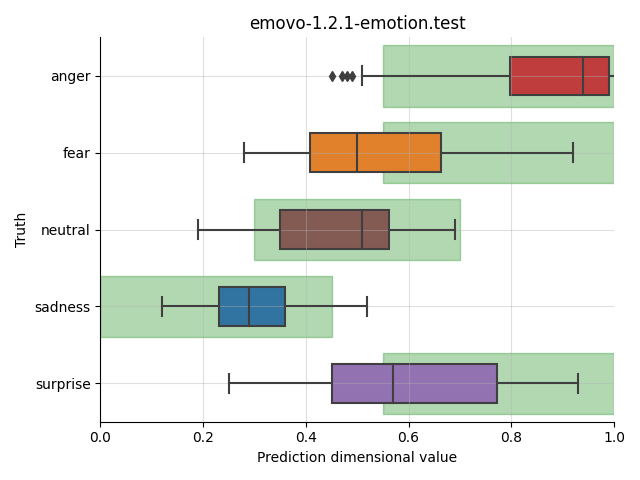 emovo-1.2.1-emotion.test
anger
fear
neutral
sadness
surprise
Truth
0.0 0.2 0.4 0.6 0.8 1.0
Prediction dimensional value